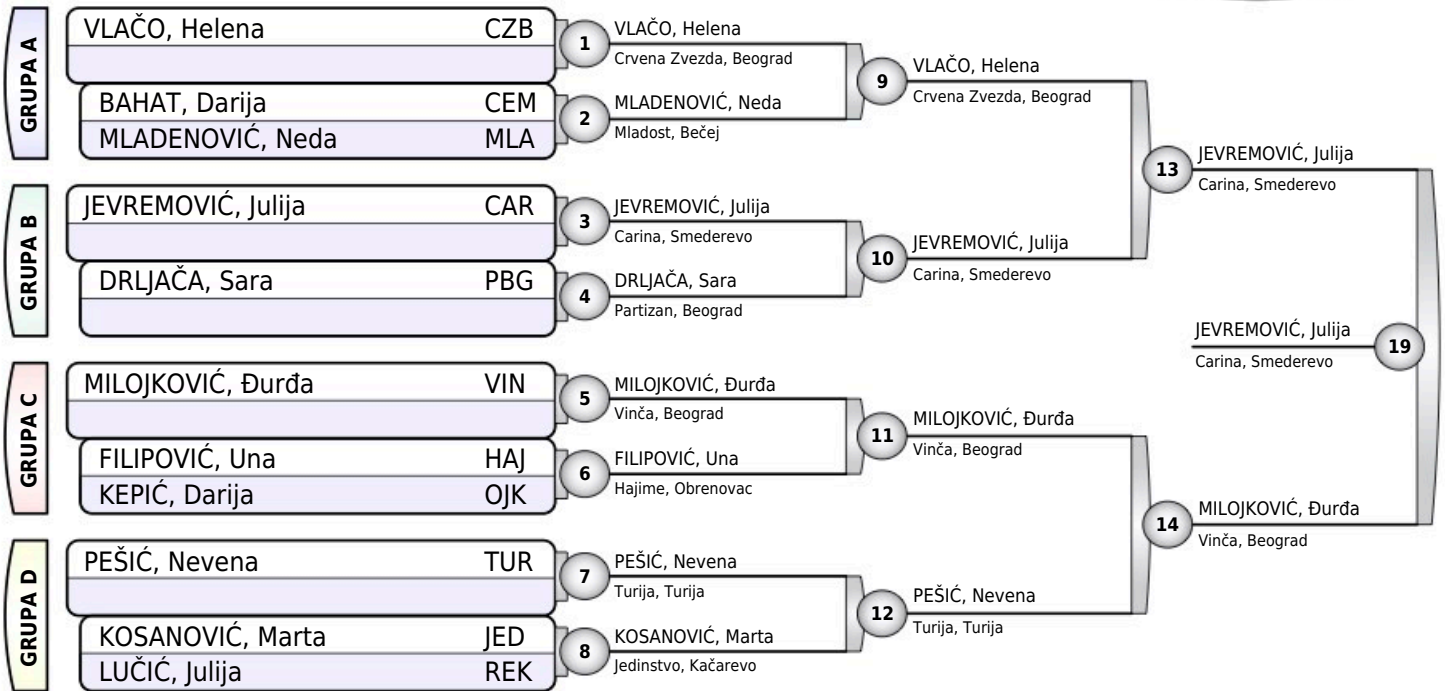 GRUPA A
VLAČO, Helena CZB
BAHAT, Darija CEM
MLADENOVIĆ, Neda MLA
GRUPA B
JEVREMOVIĆ, Julija CAR
DRLJAČA, Sara PBG
GRUPA C
MILOJKOVIĆ, Đurđa VIN
FILIPOVIĆ, Una HAJ
KEPIĆ, Darija OJK
GRUPA D
PEŠIĆ, Nevena TUR
KOSANOVIĆ, Marta JED
LUČIĆ, Julija REK
1
VLAČO, Helena
Crvena Zvezda, Beograd
2
MLADENOVIĆ, Neda
Mladost, Bečej
3
JEVREMOVIĆ, Julija
Carina, Smederevo
4
DRLJAČA, Sara
Partizan, Beograd
5
MILOJKOVIĆ, Đurđa
Vinča, Beograd
6
FILIPOVIĆ, Una
Hajime, Obrenovac
7
PEŠIĆ, Nevena
Turija, Turija
8
KOSANOVIĆ, Marta
Jedinstvo, Kačarevo
9
VLAČO, Helena
Crvena Zvezda, Beograd
10
JEVREMOVIĆ, Julija
Carina, Smederevo
11
MILOJKOVIĆ, Đurđa
Vinča, Beograd
12
PEŠIĆ, Nevena
Turija, Turija
13
JEVREMOVIĆ, Julija
Carina, Smederevo
14
MILOJKOVIĆ, Đurđa
Vinča, Beograd
JEVREMOVIĆ, Julija
Carina, Smederevo
19